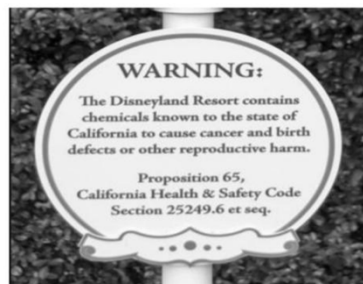 WARNING:
The Disneyland Resort contains
chemicals known to the state of
California to cause cancer and birth
defects or other reproductive harm.
Proposition 65,
California Health & Safety Code
Section 25249.6 et seq.